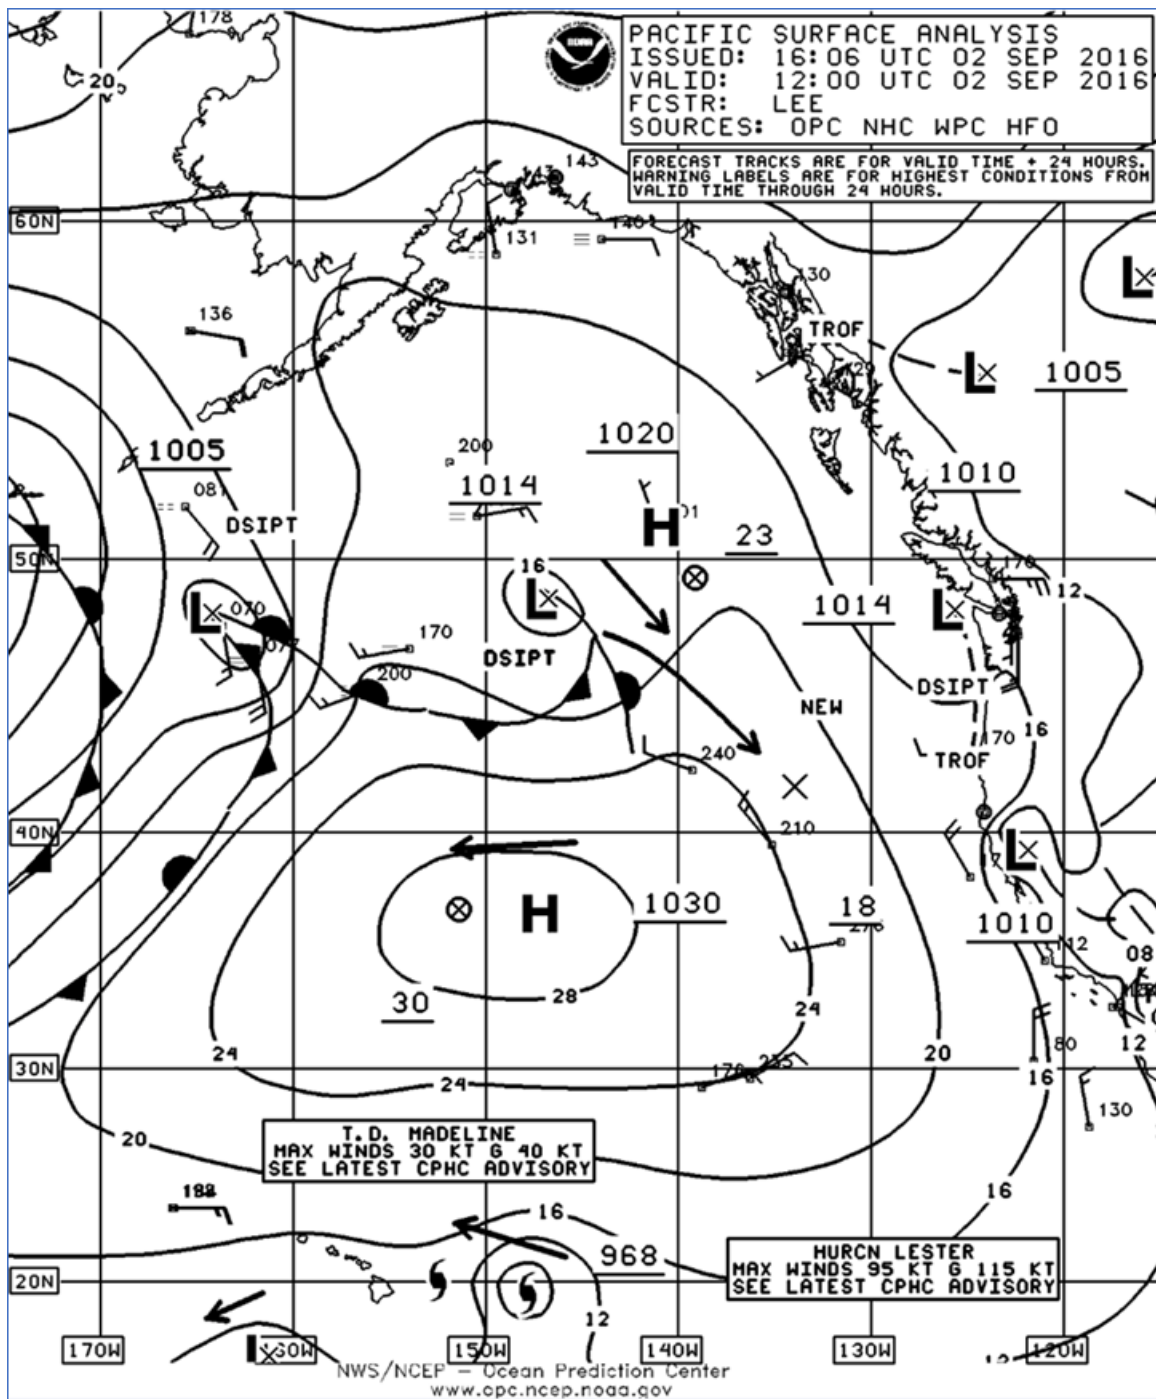 178
PACIFIC SURFACE ANALYSIS
ISSUED: 16:06 UTC 02 SEP 2016
VALID: 12:00 UTC 02 SEP 2016
FCSTR: LEE
SOURCES: OPC NHC WPC HFO
20
FORECAST TRACKS ARE FOR VALID TIME + 24 HOURS.
WARNING LABELS ARE FOR HIGHEST CONDITIONS FROM
VALID TIME THROUGH 24 HOURS.
143
60N
131
140
L
130
136
TROF
L
1005
1020
1005
200
1010
1014
081
DSIPT
H
23
50N
16
170
12
L
070
L
1014
L
170
DSIPT
DSIPT
200
NEW
16
170
240
TROF
210
40N
L
H
1030
18
1010
112
08
28
30
24
12
24
20
80
30N
24
16
130
20
T.D. MADELINE
MAX WINDS 30 KT G 40 KT
SEE LATEST CPHC ADVISORY
16
16
968
HURCN LESTER
MAX WINDS 95 KT G 115 KT
SEE LATEST CPHC ADVISORY
20N
12
170W
L
160W
150W
140W
130W
120W
NWS/NCEP – Ocean Prediction Center
www.opc.ncep.noaa.gov